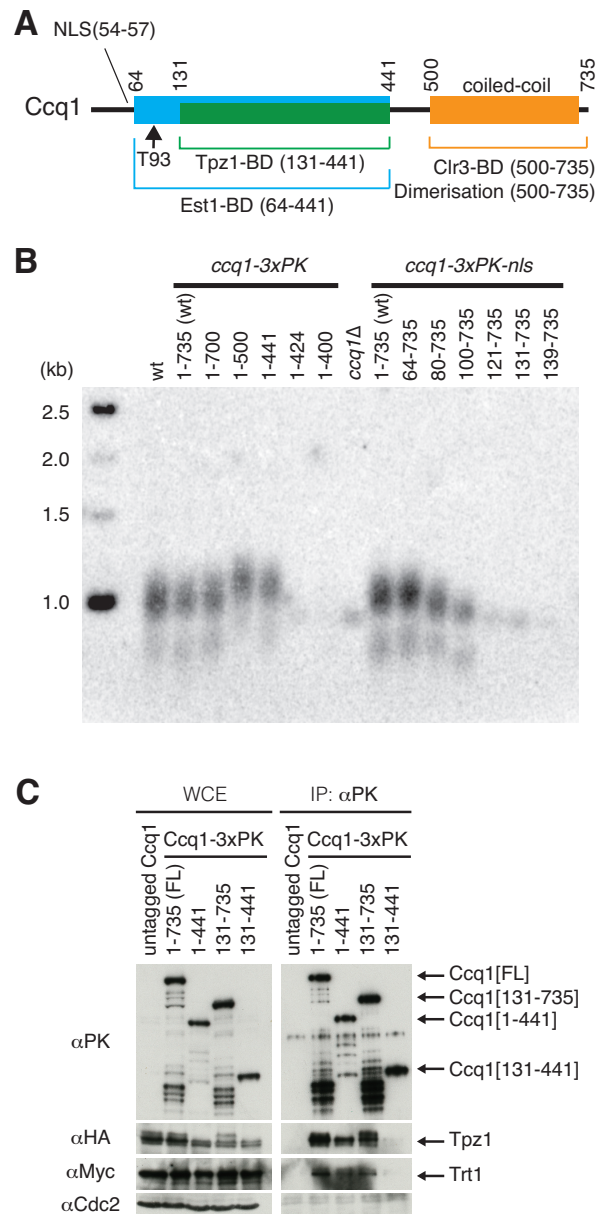 A
NLS(54-57)
64
131
441
500
735
coiled-coil
Ccq1
T93
Tpz1-BD (131-441)
Est1-BD (64-441)
Clr3-BD (500-735)
Dimerisation (500-735)
B
ccq1-3xPK
ccq1-3xPK-nls
(kb)
wt
1-735 (wt)
1-700
1-500
1-441
1-424
1-400
ccq1Δ
1-735 (wt)
64-735
80-735
100-735
121-735
131-735
139-735
2.5
2.0
1.5
1.0
C
WCE
IP: αPK
untagged Ccq1
Ccq1-3xPK
1-735 (FL)
1-441
131-735
131-441
untagged Ccq1
Ccq1-3xPK
1-735 (FL)
1-441
131-735
131-441
αPK
Ccq1[FL]
Ccq1[131-735]
Ccq1[1-441]
Ccq1[131-441]
αHA
Tpz1
αMyc
Trt1
αCdc2